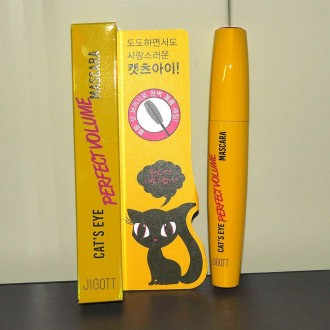 CAT'S EYE PERFECT VOLUME MASCARA
JIGOTT
도도하면서도
사랑스러운
캣츠아이!
CAT'S EYE PERFECT VOLUME MASCARA
JIGOTT